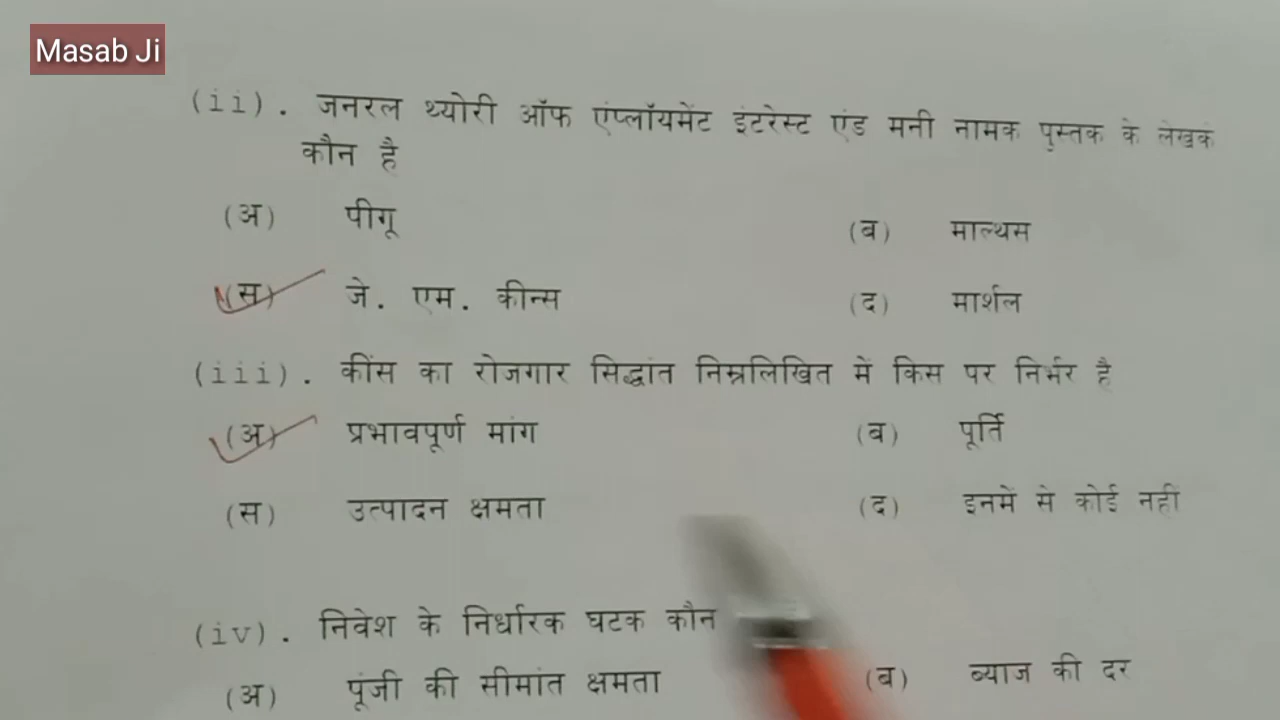 Masab Ji
(ii). जनरल थ्योरी ऑफ एंप्लॉयमेंट इंटरेस्ट एंड मनी नामक पुस्तक के लेखक
कौन है
(अ) पीगू (ब) माल्थस
(स) जे. एम. कीन्स (द) मार्शल
(iii). कींस का रोजगार सिद्धांत निम्नलिखित में किस पर निर्भर है
(अ) प्रभावपूर्ण मांग (ब) पूर्ति
(स) उत्पादन क्षमता (द) इनमें से कोई नहीं
(iv). निवेश के निर्धारक घटक कौन
(अ) पूंजी की सीमांत क्षमता (ब) ब्याज की दर